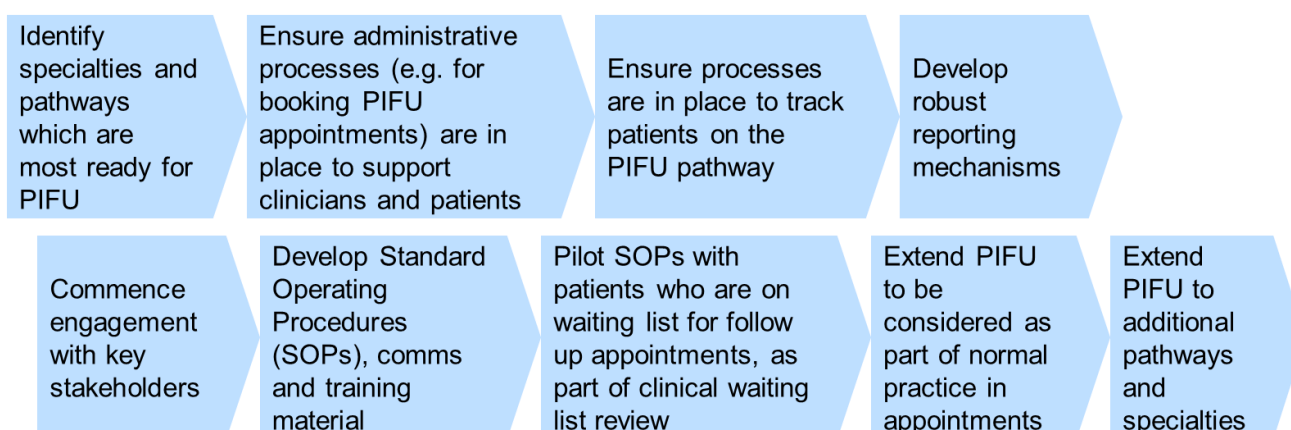 Identify
specialties and
pathways
which are
most ready for
PIFU
Ensure administrative
processes (e.g. for
booking PIFU
appointments) are in
place to support
clinicians and patients
Ensure processes
are in place to track
patients on the
PIFU pathway
Develop
robust
reporting
mechanisms
Commence
engagement
with key
stakeholders
Develop Standard
Operating
Procedures
(SOPs), comms
and training
material
Pilot SOPs with
patients who are on
waiting list for follow
up appointments, as
part of clinical waiting
list review
Extend PIFU
to be
considered as
part of normal
practice in
appointments
Extend
PIFU to
additional
pathways
and
specialties